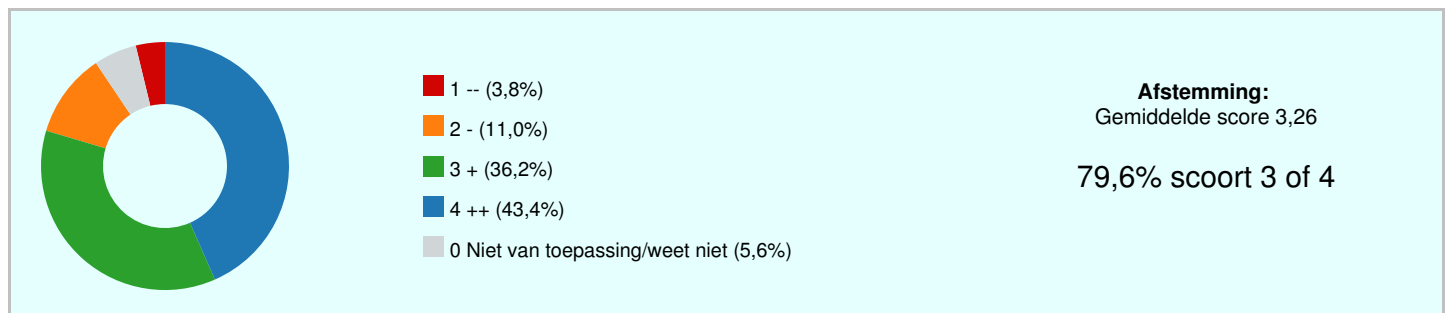 1 -- (3,8%)
2 - (11,0%)
3 + (36,2%)
4 ++ (43,4%)
0 Niet van toepassing/weet niet (5,6%)
Afstemming:
Gemiddelde score 3,26
79,6% scoort 3 of 4